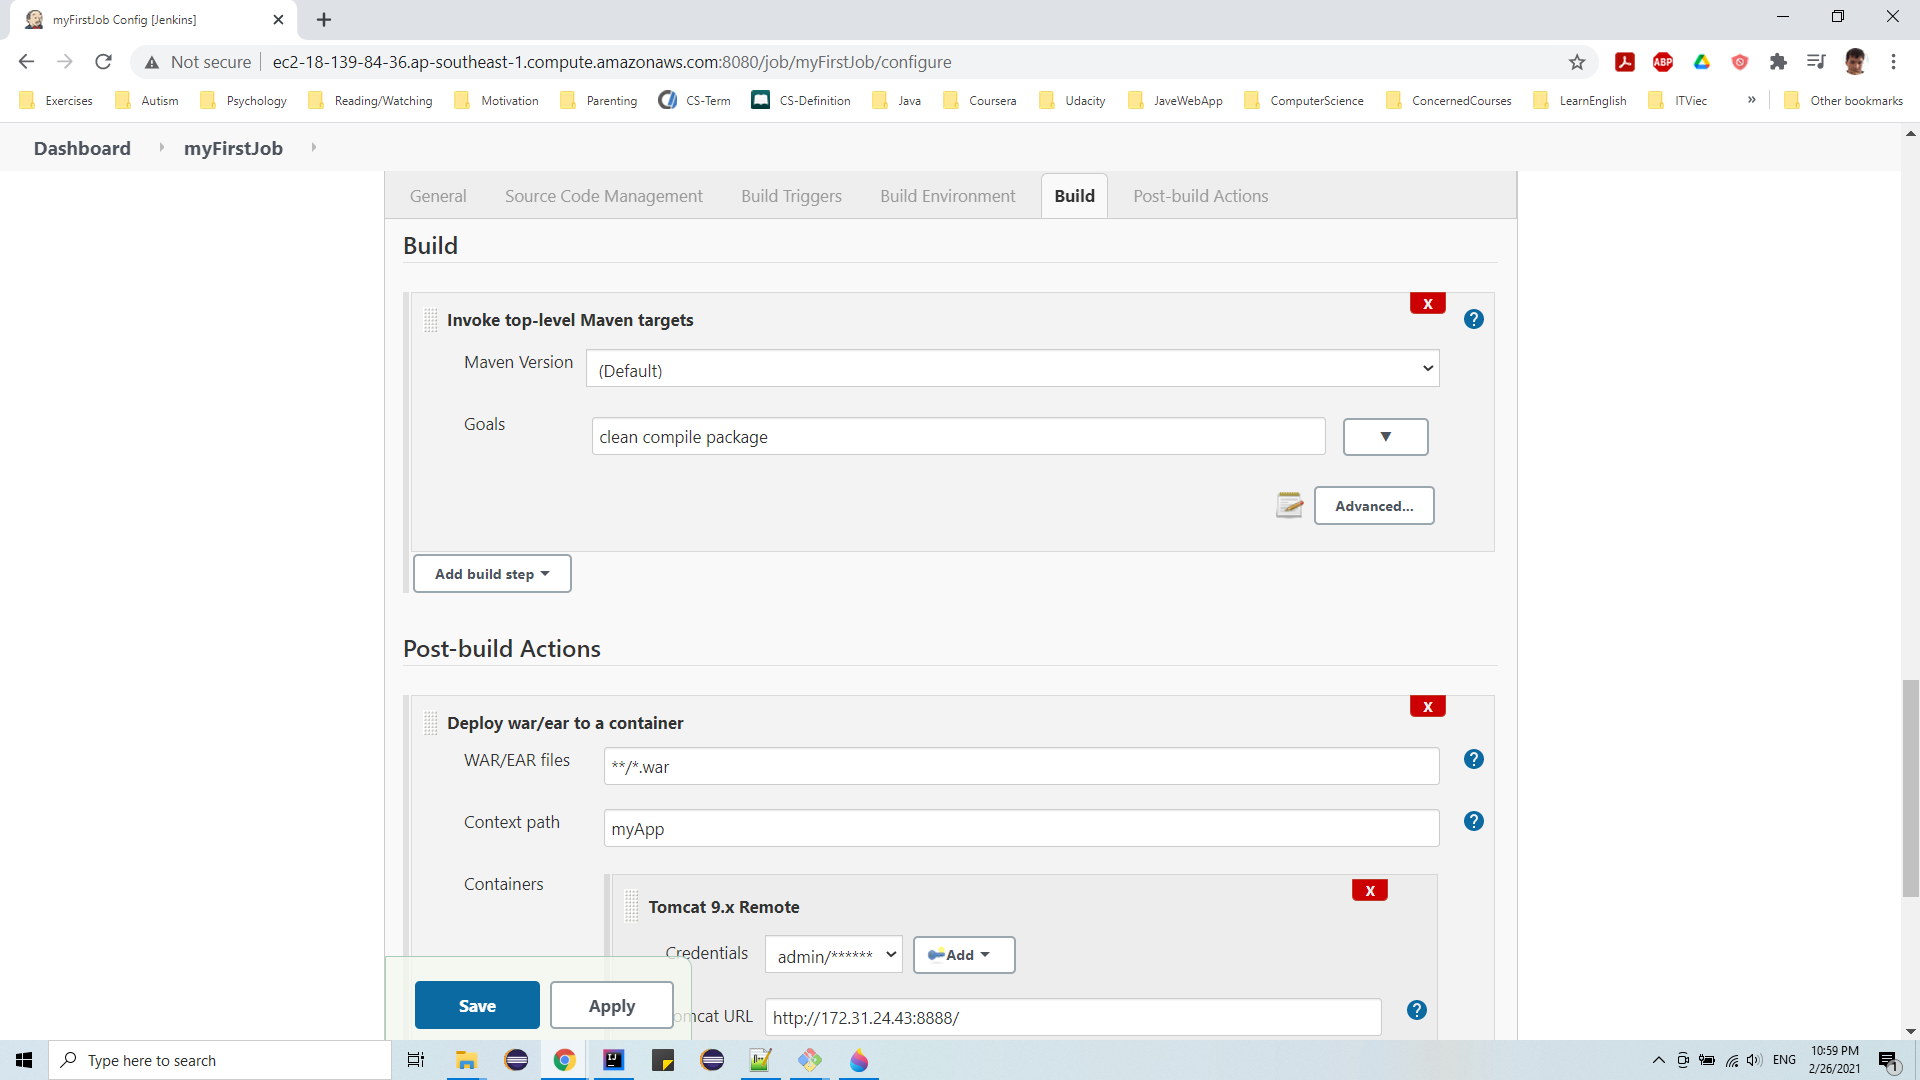 myFirstJob Config [Jenkins]
Not secure
ec2-18-139-84-36.ap-southeast-1.compute.amazonaws.com:8080/job/myFirstJob/configure
ABP
Exercises Autism Psychology Reading/Watching Motivation Parenting CS-Term CS-Definition Java Coursera Udacity JaveWebApp ComputerScience ConcernedCourses LearnEnglish ITViec » Other bookmarks
Dashboard myFirstJob
General Source Code Management Build Triggers Build Environment Build Post-build Actions
Build
X
Invoke top-level Maven targets ?
Maven Version (Default)
Goals clean compile package
Advanced...
Add build step
Post-build Actions
X
Deploy war/ear to a container
WAR/EAR files **/*.war ?
Context path myApp ?
Containers
X
Tomcat 9.x Remote
Credentials admin/****** Add
Save Apply
omcat URL http://172.31.24.43:8888/ ?
Type here to search
IJ
ENG
10:59 PM
2/26/2021
1